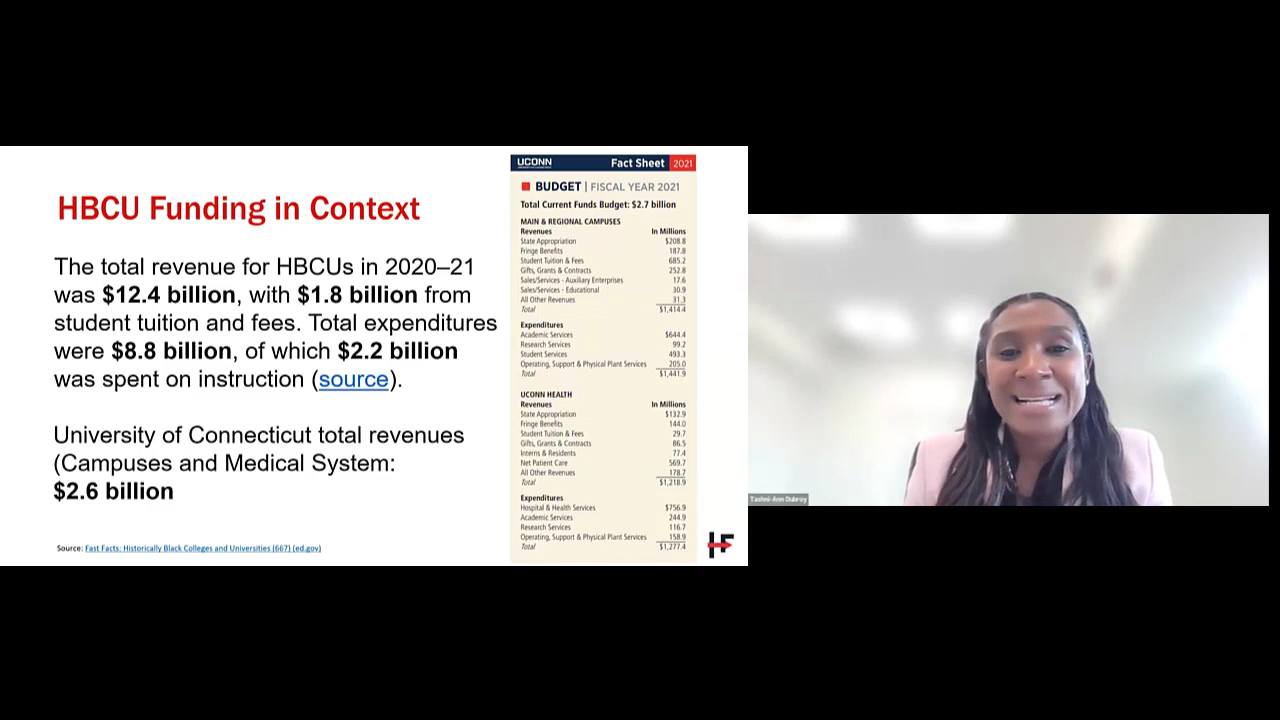 HBCU Funding in Context
The total revenue for HBCUs in 2020–21
was $12.4 billion, with $1.8 billion from
student tuition and fees. Total expenditures
were $8.8 billion, of which $2.2 billion
was spent on instruction (source).
University of Connecticut total revenues
(Campuses and Medical System:
$2.6 billion
Source: Fast Facts: Historically Black Colleges and Universities (667) (ed.gov)
UCONN Fact Sheet 2021
BUDGET | FISCAL YEAR 2021
Total Current Funds Budget: $2.7 billion
MAIN & REGIONAL CAMPUSES
Revenues In Millions
State Appropriation $208.8
Fringe Benefits 187.8
Student Tuition & Fees 685.2
Gifts, Grants & Contracts 252.8
Sales/Services - Auxiliary Enterprises 17.6
Sales/Services - Educational 30.9
All Other Revenues 31.3
Total $1,414.4
Expenditures
Academic Services $644.4
Research Services 99.2
Student Services 493.3
Operating, Support & Physical Plant Services 205.0
Total $1,441.9
UCONN HEALTH
Revenues In Millions
State Appropriation $132.9
Fringe Benefits 144.0
Student Tuition & Fees 29.7
Gifts, Grants & Contracts 86.5
Interns & Residents 77.4
Net Patient Care 569.7
All Other Revenues 178.7
Total $1,218.9
Expenditures
Hospital & Health Services $756.9
Academic Services 244.9
Research Services 116.7
Operating, Support & Physical Plant Services 158.9
Total $1,277.4
HF
Tashni-Ann Dubroy